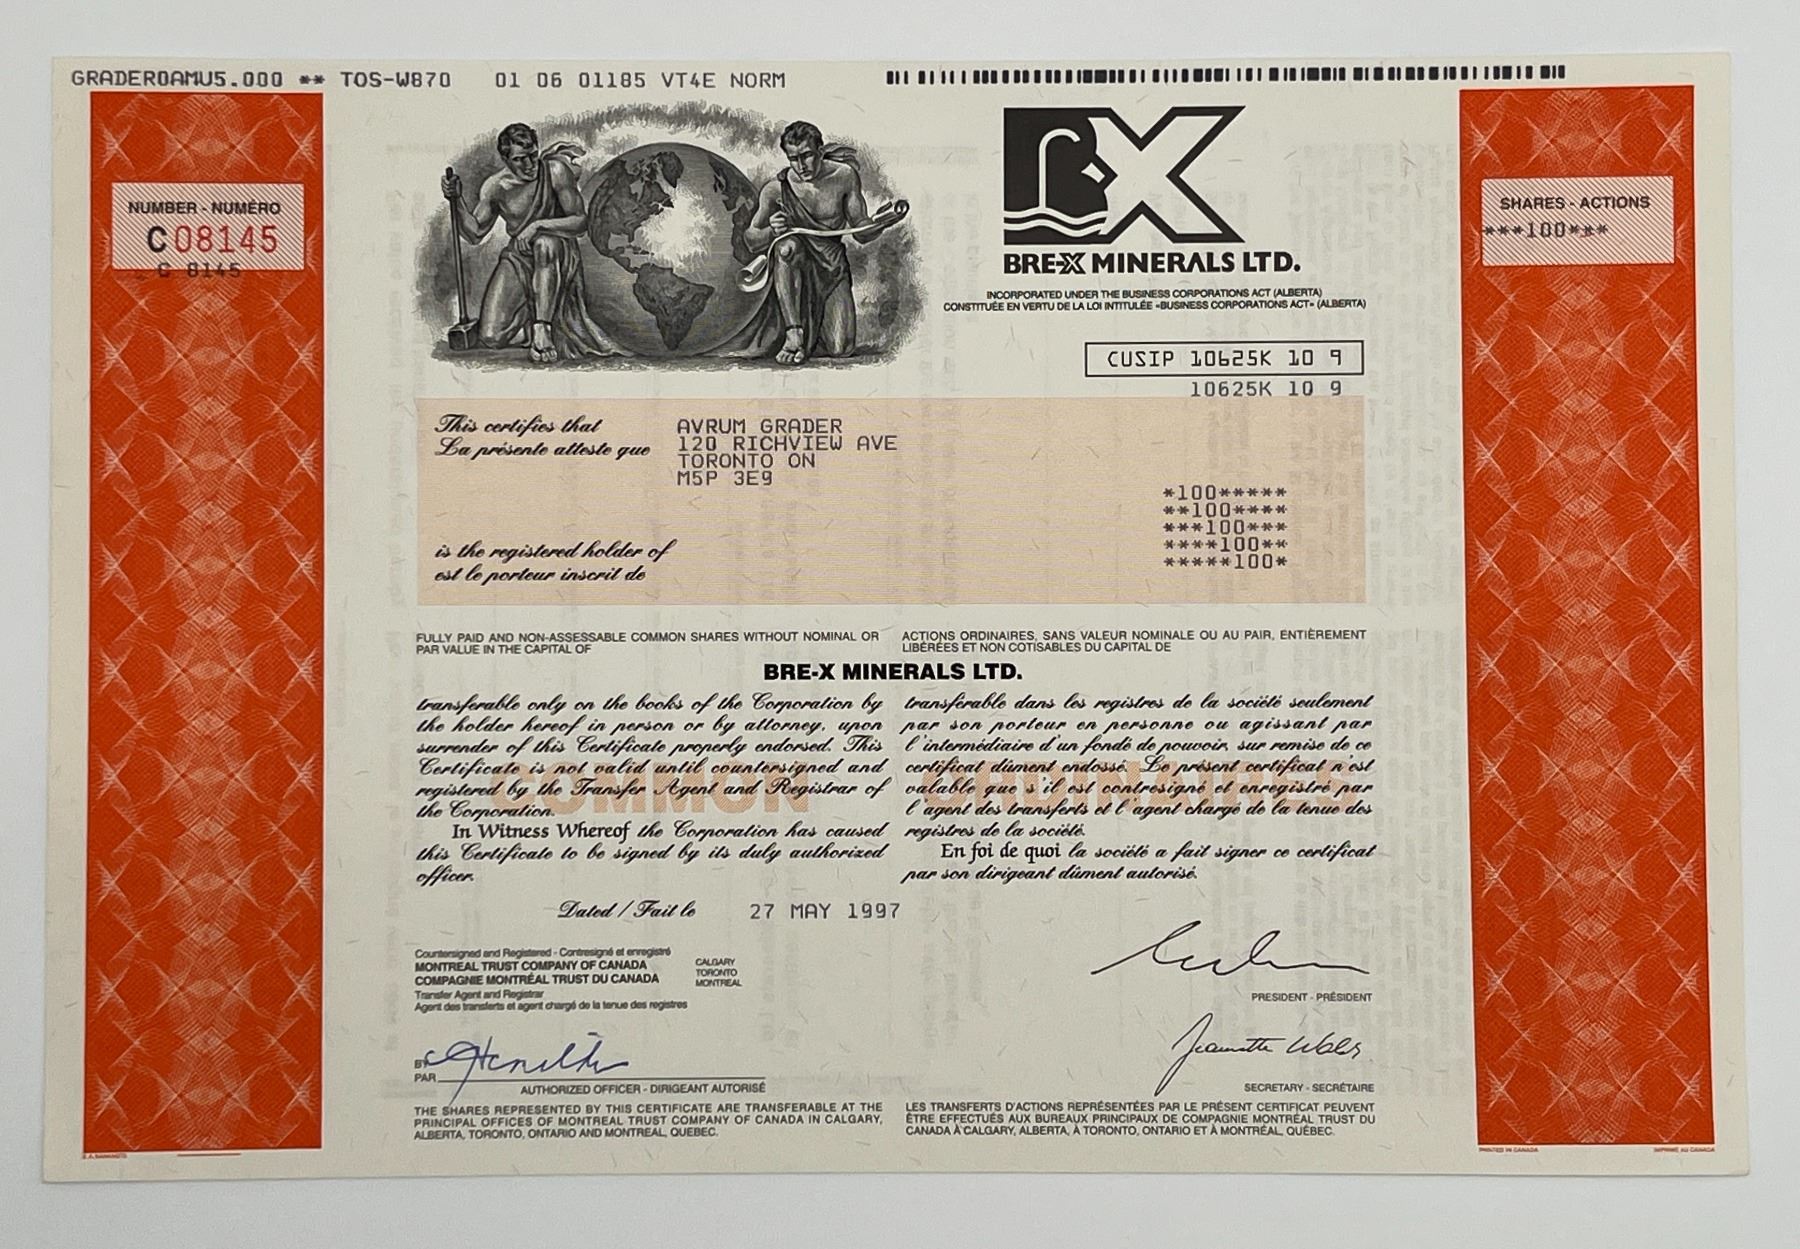 GRADEROAMU5.000 ** TOS-W870 01 06 01185 VT4E NORM
NUMBER - NUMÉRO
C08145
C 8145
BRE-X MINERALS LTD.
INCORPORATED UNDER THE BUSINESS CORPORATIONS ACT (ALBERTA)
CONSTITUÉE EN VERTU DE LA LOI INTITULÉE «BUSINESS CORPORATIONS ACT» (ALBERTA)
SHARES - ACTIONS
***100***
CUSIP 10625K 10 9
10625K 10 9
This certifies that
La présente atteste que
AVRUM GRADER
120 RICHVIEW AVE
TORONTO ON
M5P 3E9
*100*****
**100****
***100***
****100**
*****100*
is the registered holder of
est le porteur inscrit de
FULLY PAID AND NON-ASSESSABLE COMMON SHARES WITHOUT NOMINAL OR
PAR VALUE IN THE CAPITAL OF
ACTIONS ORDINAIRES, SANS VALEUR NOMINALE OU AU PAIR, ENTIÈREMENT
LIBÉRÉES ET NON COTISABLES DU CAPITAL DE
BRE-X MINERALS LTD.
transferable only on the books of the Corporation by
the holder hereof in person or by attorney, upon
surrender of this Certificate properly endorsed. This
Certificate is not valid until countersigned and
registered by the Transfer Agent and Registrar of
the Corporation.
In Witness Whereof the Corporation has caused
this Certificate to be signed by its duly authorized
officer.
transférable dans les registres de la société seulement
par son porteur en personne ou agissant par
l'intermédiaire d'un fondé de pouvoir, sur remise de ce
certificat dûment endossé. Le présent certificat n'est
valable que s'il est contresigné et enregistré par
l'agent des transferts et l'agent chargé de la tenue des
registres de la société.
En foi de quoi la société a fait signer ce certificat
par son dirigeant dûment autorisé.
COMMON
Dated / Fait le 27 MAY 1997
Countersigned and Registered - Contresigné et enregistré
MONTREAL TRUST COMPANY OF CANADA
COMPAGNIE MONTRÉAL TRUST DU CANADA
Transfer Agent and Registrar
Agent des transferts et agent chargé de la tenue des registres
CALGARY
TORONTO
MONTREAL
PRESIDENT - PRÉSIDENT
BY
PAR
AUTHORIZED OFFICER - DIRIGEANT AUTORISÉ
Jeannette
SECRETARY - SECRÉTAIRE
THE SHARES REPRESENTED BY THIS CERTIFICATE ARE TRANSFERABLE AT THE
PRINCIPAL OFFICES OF MONTREAL TRUST COMPANY OF CANADA IN CALGARY,
ALBERTA, TORONTO, ONTARIO AND MONTREAL, QUEBEC.
LES TRANSFERTS D'ACTIONS REPRÉSENTÉES PAR LE PRÉSENT CERTIFICAT PEUVENT
ÊTRE EFFECTUÉS AUX BUREAUX PRINCIPAUX DE COMPAGNIE MONTRÉAL TRUST DU
CANADA À CALGARY, ALBERTA, À TORONTO, ONTARIO ET À MONTRÉAL, QUÉBEC.
PRINTED IN CANADA
IMPRIMÉ AU CANADA